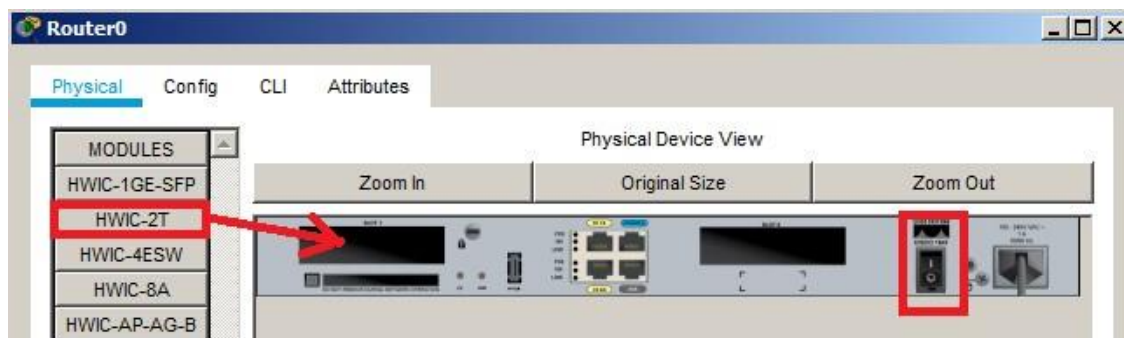 Router0
Physical Config CLI Attributes
MODULES
Physical Device View
HWIC-1GE-SFP
Zoom In Original Size Zoom Out
HWIC-2T
HWIC-4ESW
HWIC-8A
HWIC-AP-AG-B